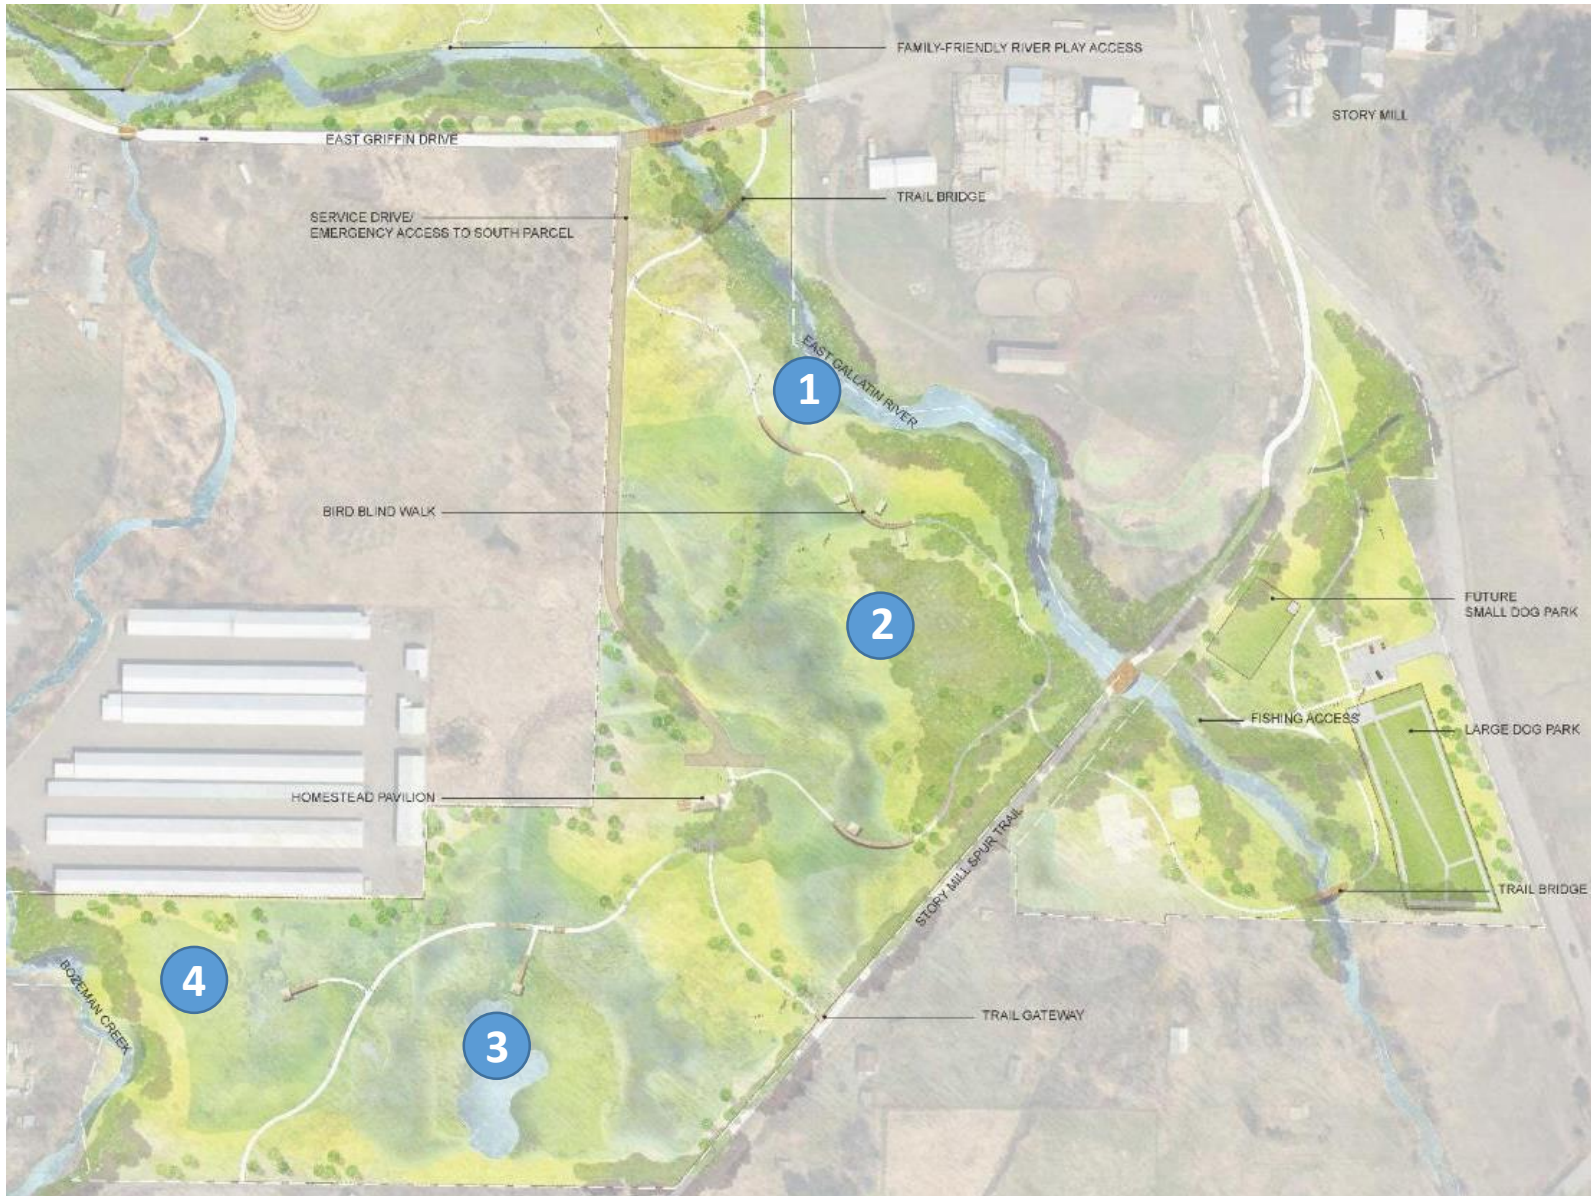 FAMILY-FRIENDLY RIVER PLAY ACCESS
STORY MILL
EAST GRIFFIN DRIVE
TRAIL BRIDGE
SERVICE DRIVE/
EMERGENCY ACCESS TO SOUTH PARCEL
EAST GALLATIN RIVER
1
BIRD BLIND WALK
2
FUTURE
SMALL DOG PARK
FISHING ACCESS
LARGE DOG PARK
HOMESTEAD PAVILION
STORY MILL SPUR TRAIL
TRAIL BRIDGE
4
BOZEMAN CREEK
3
TRAIL GATEWAY